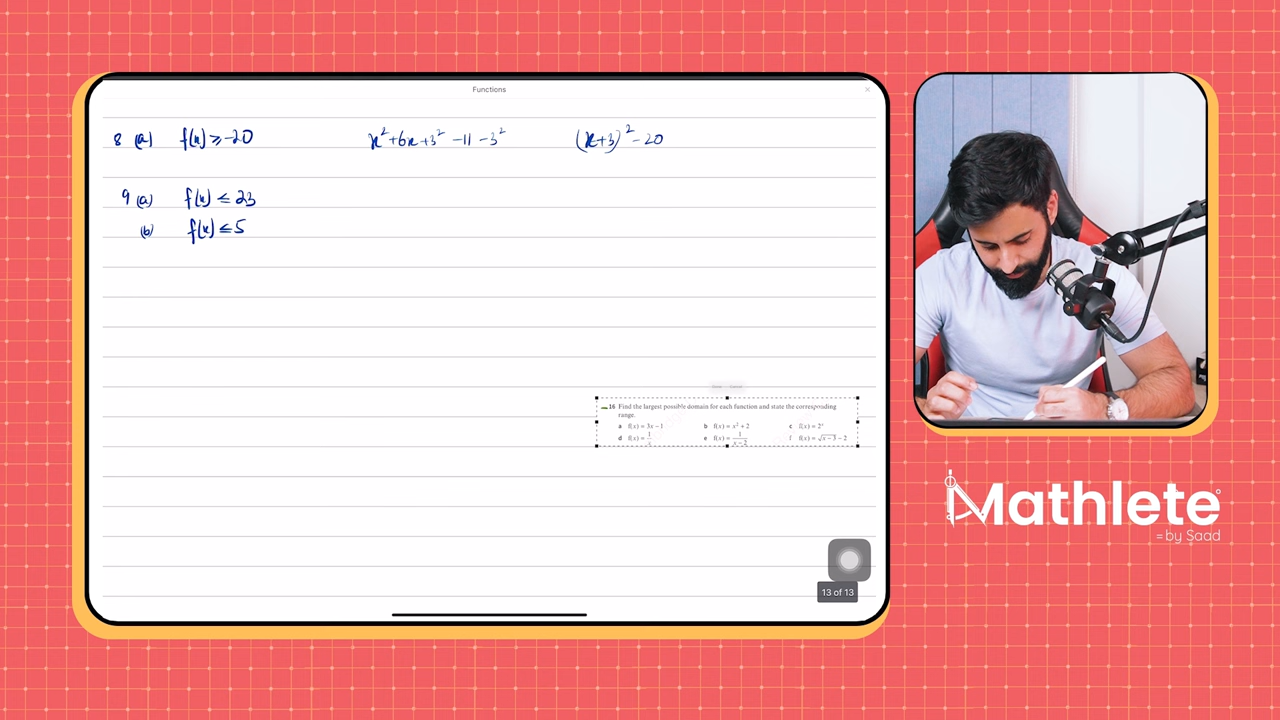 Functions
8 (a) f(x) ≥ -20 x² + 6x + 3² - 11 - 3² (x+3)² - 20
9 (a) f(x) ≤ 23
(b) f(x) ≤ 5
16 Find the largest possible domain for each function and state the corresponding
range.
a f(x) = 3x - 1 b f(x) = x² + 2 c f(x) = 2ˣ
d f(x) = 1/x e f(x) = 1/(x - 2) f f(x) = √(x - 3) - 2
13 of 13
Mathlete
= by Saad